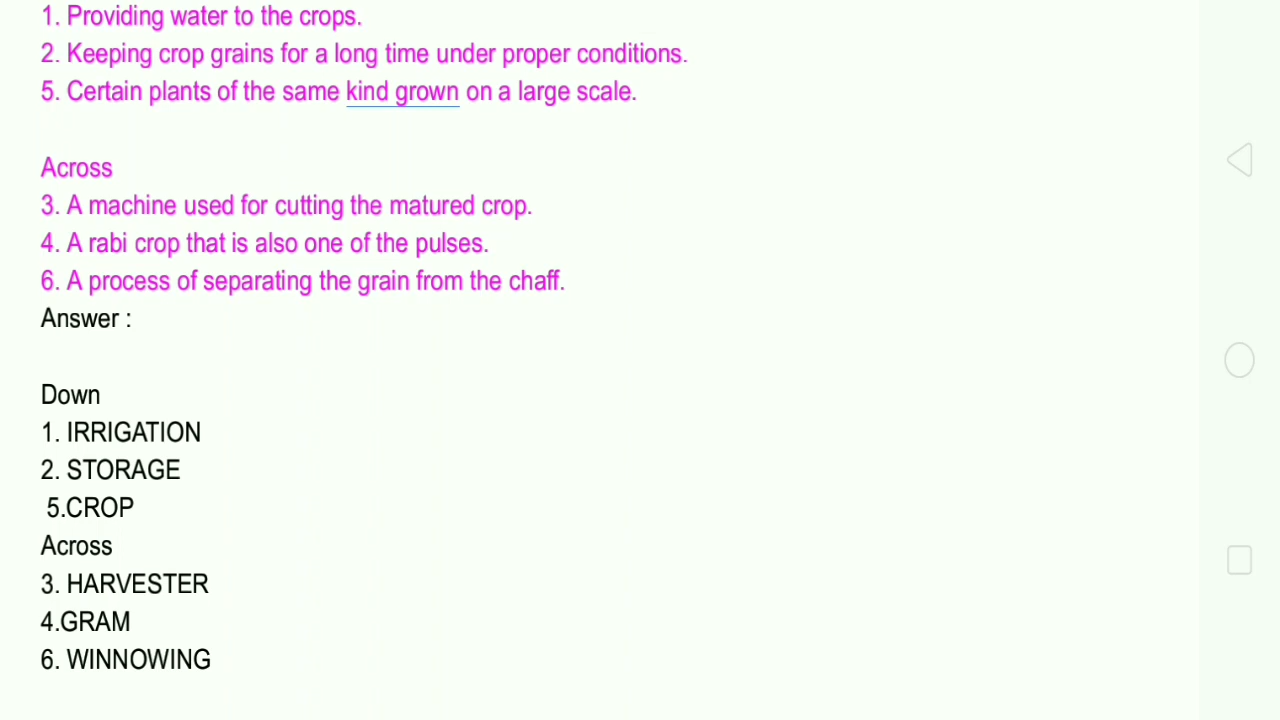 1. Providing water to the crops.
2. Keeping crop grains for a long time under proper conditions.
5. Certain plants of the same kind grown on a large scale.
Across
3. A machine used for cutting the matured crop.
4. A rabi crop that is also one of the pulses.
6. A process of separating the grain from the chaff.
Answer :
Down
1. IRRIGATION
2. STORAGE
5.CROP
Across
3. HARVESTER
4.GRAM
6. WINNOWING